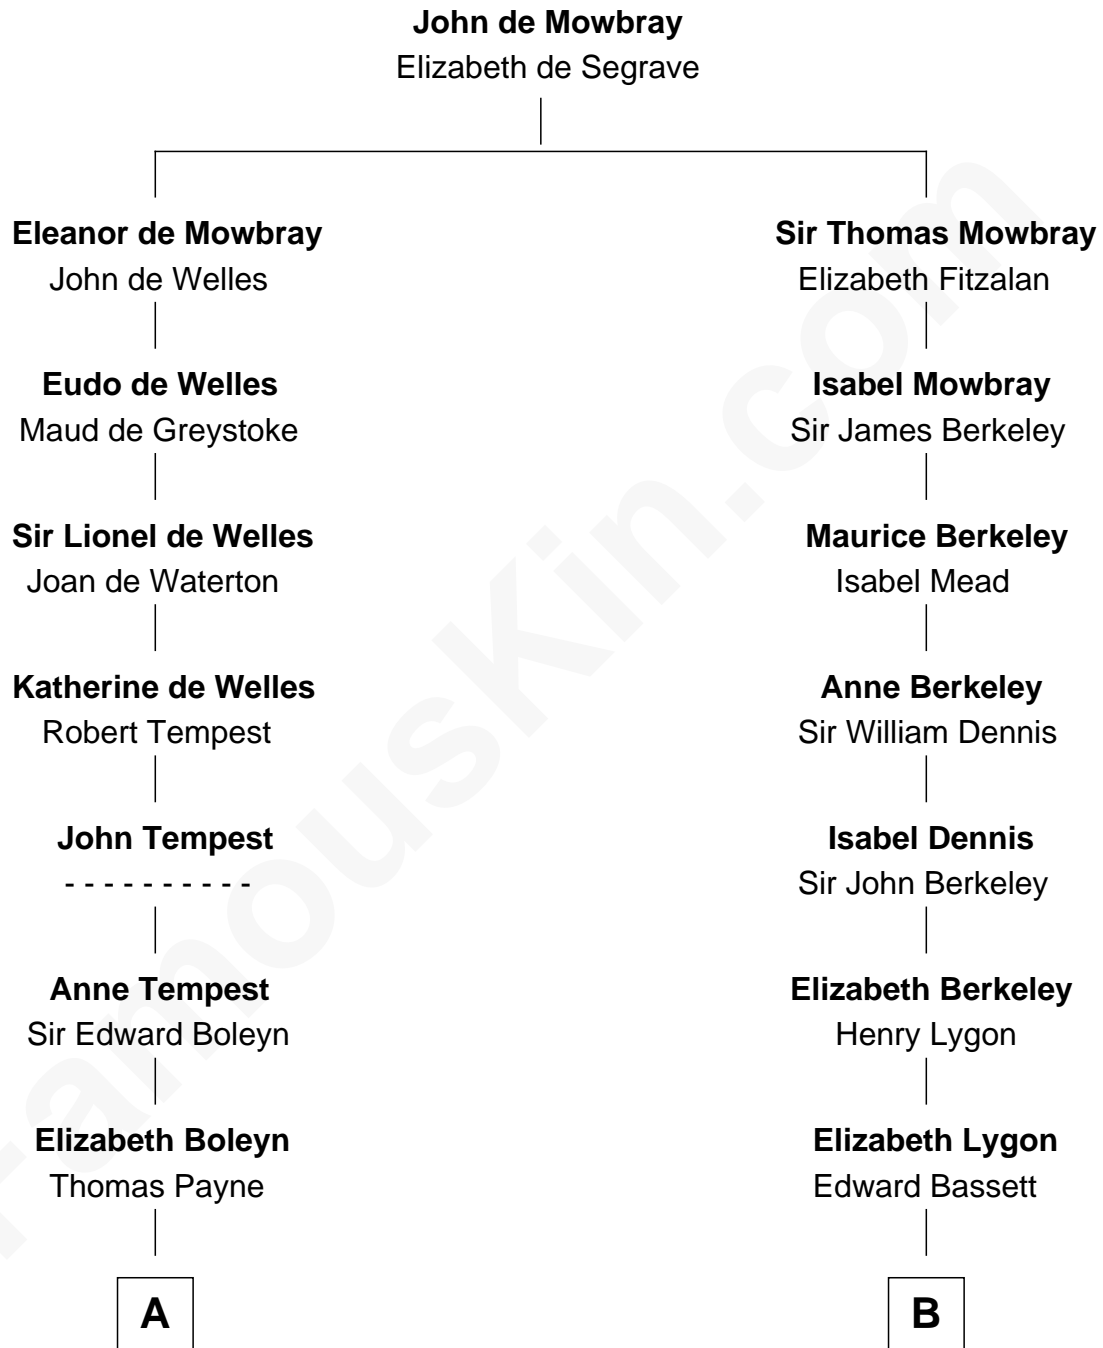 John de Mowbray
Elizabeth de Segrave
Eleanor de Mowbray
John de Welles
Eudo de Welles
Maud de Greystoke
Sir Lionel de Welles
Joan de Waterton
Katherine de Welles
Robert Tempest
John Tempest
- - - - - - - - - -
Anne Tempest
Sir Edward Boleyn
Elizabeth Boleyn
Thomas Payne
A
Sir Thomas Mowbray
Elizabeth Fitzalan
Isabel Mowbray
Sir James Berkeley
Maurice Berkeley
Isabel Mead
Anne Berkeley
Sir William Dennis
Isabel Dennis
Sir John Berkeley
Elizabeth Berkeley
Henry Lygon
Elizabeth Lygon
Edward Bassett
B
FamousKin.com